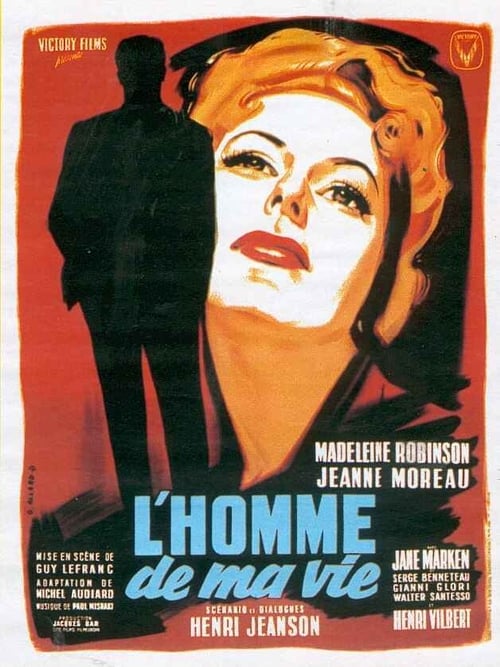 VICTORY FILMS
présente
VICTORY
MADELEINE ROBINSON
JEANNE MOREAU
L'HOMME
de ma vie
MISE EN SCÈNE DE
GUY LEFRANC
ADAPTATION DE
MICHEL AUDIARD
MUSIQUE DE PAUL MISRAKI
PRODUCTION
JACQUES BAR
SCÉNARIO ET DIALOGUES
HENRI JEANSON
AVEC
JANE MARKEN
SERGE BENNETEAU
GIANNI GLORI
WALTER SANTESSO
ET
HENRI VILBERT